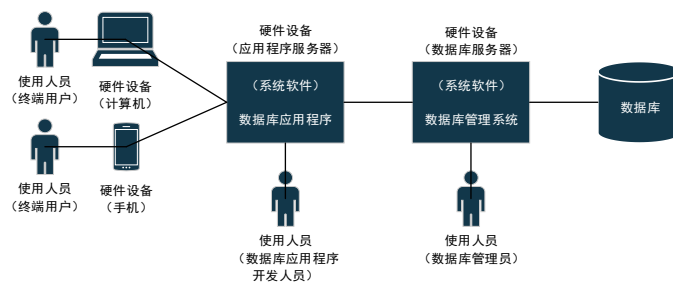 硬件设备
（应用程序服务器）
硬件设备
（数据库服务器）
使用人员
（终端用户）
硬件设备
（计算机）
（系统软件）
数据库应用程序
（系统软件）
数据库管理系统
数据库
使用人员
（终端用户）
硬件设备
（手机）
使用人员
（数据库应用程序
开发人员）
使用人员
（数据库管理员）